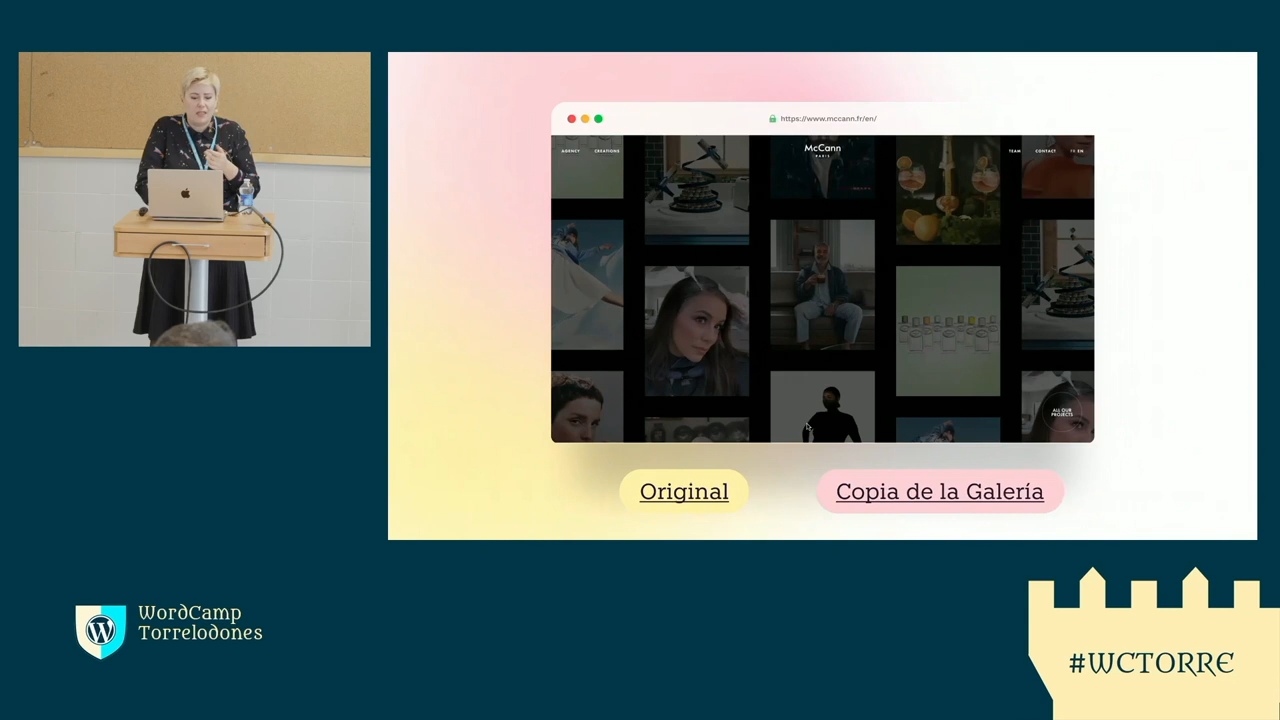 https://www.mccann.fr/en/
AGENCY
CREATIONS
McCann
PARIS
TEAM
CONTACT
FR EN
ALL OUR
PROJECTS
Original
Copia de la Galería
WordCamp
Torrelodones
#WCTORRE